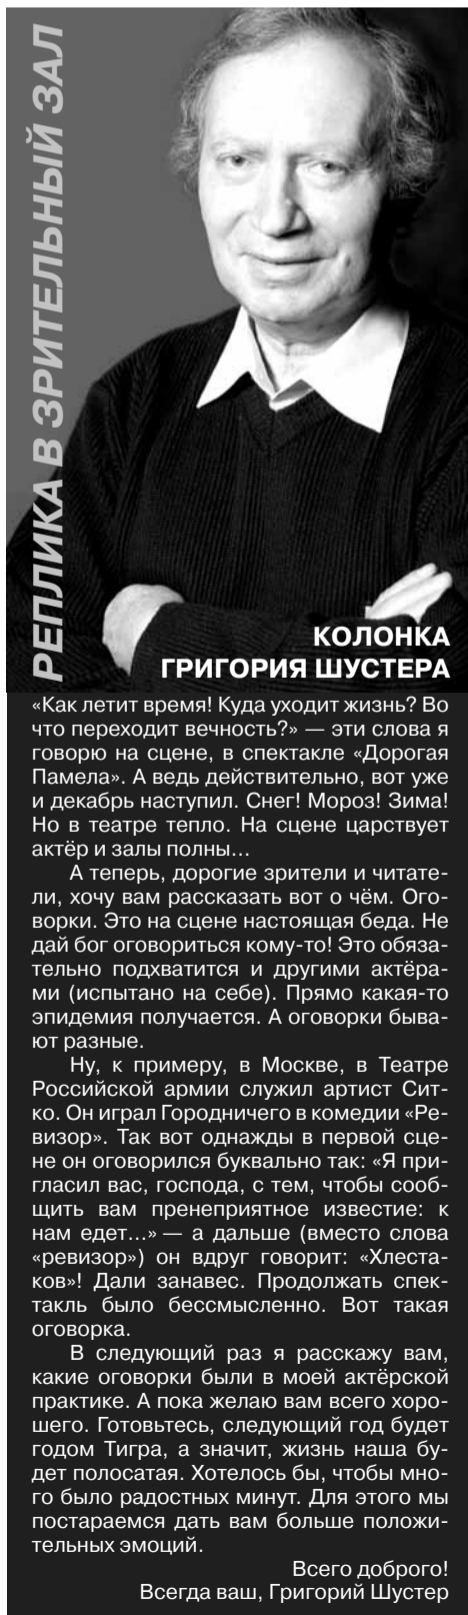 РЕПЛИКА В ЗРИТЕЛЬНЫЙ ЗАЛ
КОЛОНКА
ГРИГОРИЯ ШУСТЕРА
«Как летит время! Куда уходит жизнь? Во
что переходит вечность?» — эти слова я
говорю на сцене, в спектакле «Дорогая
Памела». А ведь действительно, вот уже
и декабрь наступил. Снег! Мороз! Зима!
Но в театре тепло. На сцене царствует
актёр и залы полны...
А теперь, дорогие зрители и читате-
ли, хочу вам рассказать вот о чём. Ого-
ворки. Это на сцене настоящая беда. Не
дай бог оговориться кому-то! Это обяза-
тельно подхватится и другими актёра-
ми (испытано на себе). Прямо какая-то
эпидемия получается. А оговорки быва-
ют разные.
Ну, к примеру, в Москве, в Театре
Российской армии служил артист Сит-
ко. Он играл Городничего в комедии «Ре-
визор». Так вот однажды в первой сце-
не он оговорился буквально так: «Я при-
гласил вас, господа, с тем, чтобы сооб-
щить вам пренеприятное известие: к
нам едет...» — а дальше (вместо слова
«ревизор») он вдруг говорит: «Хлеста-
ков»! Дали занавес. Продолжать спек-
такль было бессмысленно. Вот такая
оговорка.
В следующий раз я расскажу вам,
какие оговорки были в моей актёрской
практике. А пока желаю вам всего хоро-
шего. Готовьтесь, следующий год будет
годом Тигра, а значит, жизнь наша бу-
дет полосатая. Хотелось бы, чтобы мно-
го было радостных минут. Для этого мы
постараемся дать вам больше положи-
тельных эмоций.
Всего доброго!
Всегда ваш, Григорий Шустер